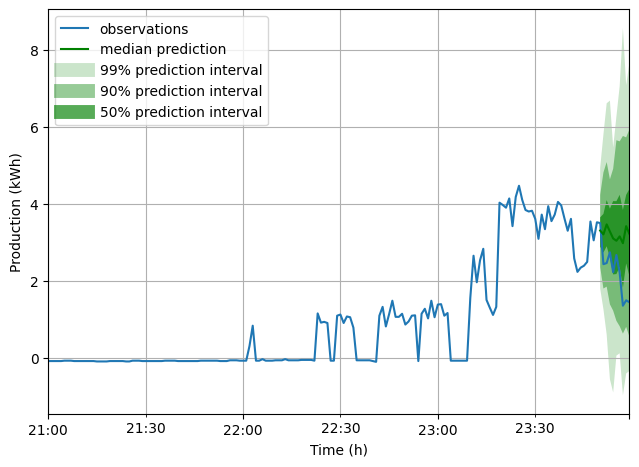 observations
median prediction
99% prediction interval
90% prediction interval
50% prediction interval
Production (kWh)
8
6
4
2
0
21:00
21:30
22:00
22:30
23:00
23:30
Time (h)